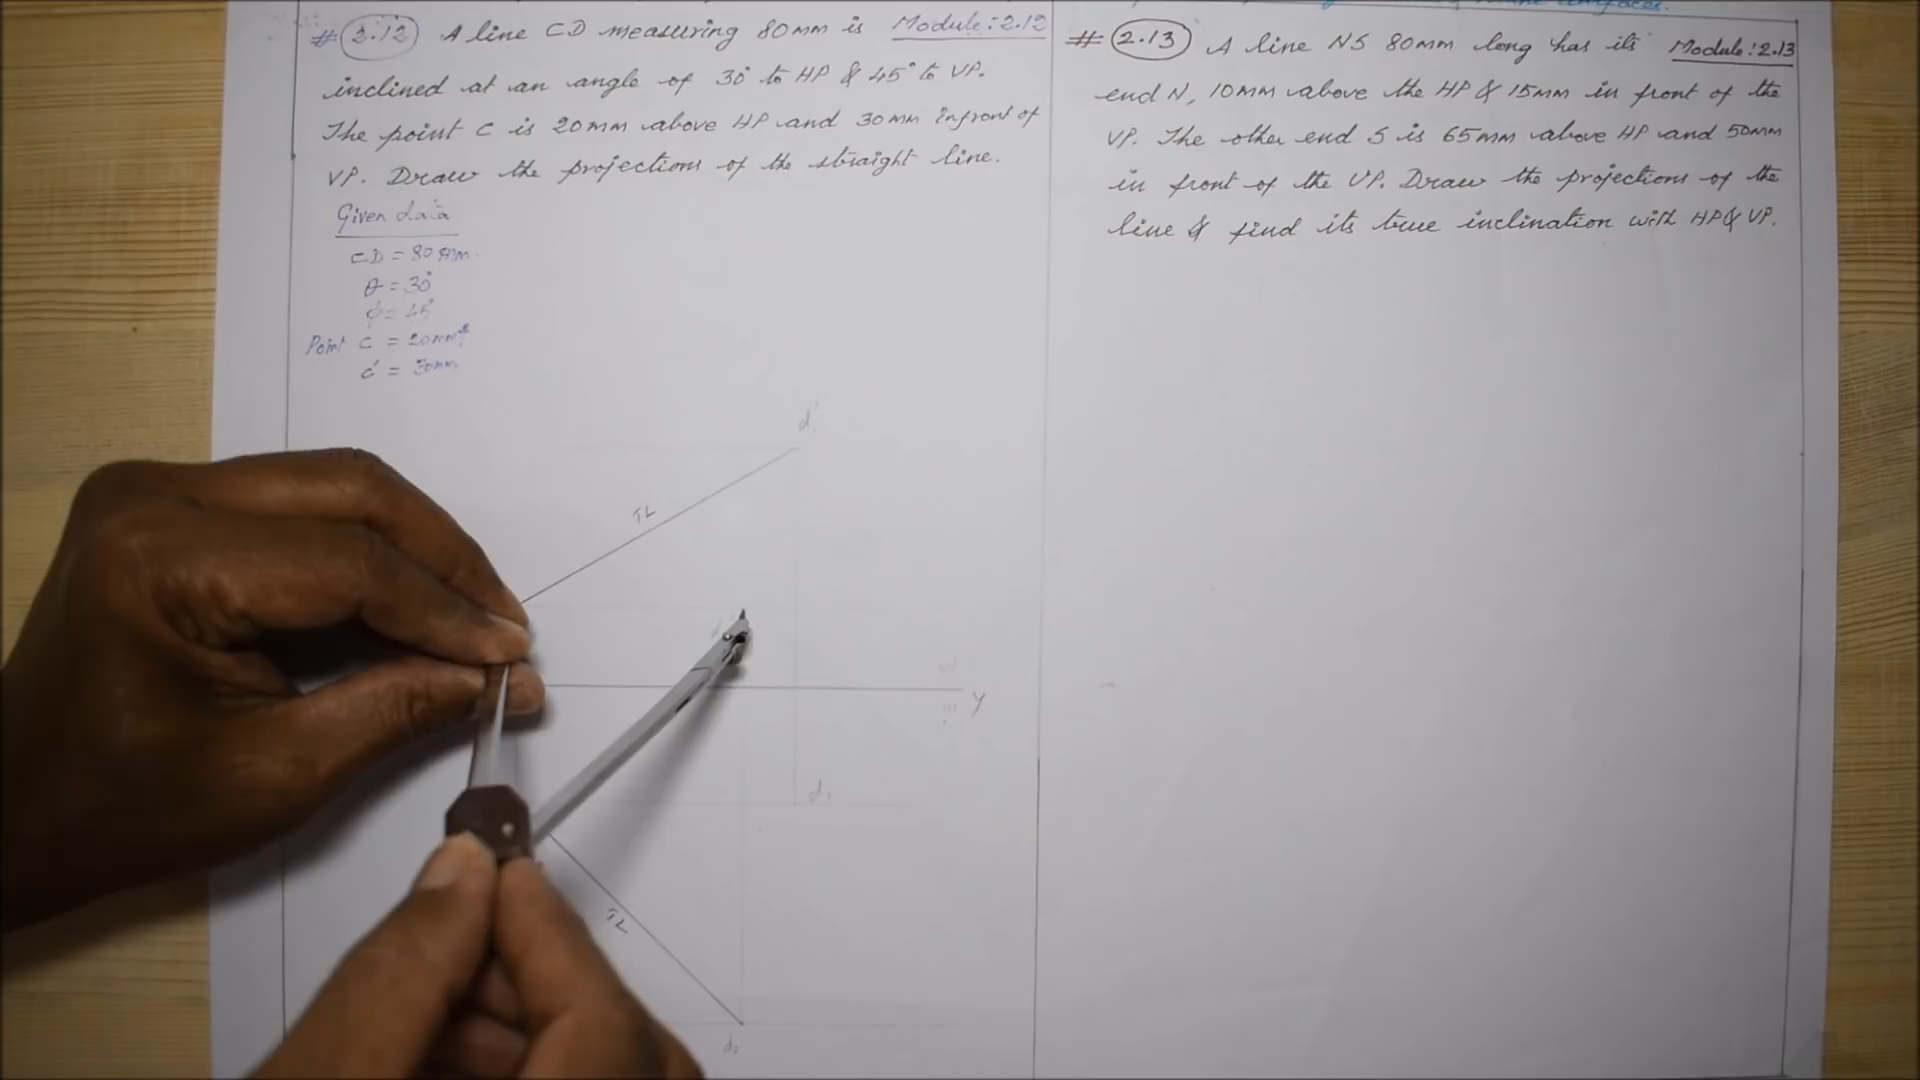 # 2.12 A line CD measuring 80mm is Module: 2.12
inclined at an angle of 30° to HP & 45° to VP.
The point C is 20mm above HP and 30mm infront of
VP. Draw the projections of the straight line.
Given data
CD = 80mm.
θ = 30°
φ = 45°
Point C = 20mm
c' = 30mm
d₁'
TL
Y
d₁
TL
d₂
# 2.13 A line NS 80mm long has its Module: 2.13
end N, 10mm above the HP & 15mm in front of the
VP. The other end S is 65mm above HP and 50mm
in front of the VP. Draw the projections of the
line & find its true inclination with HP & VP.